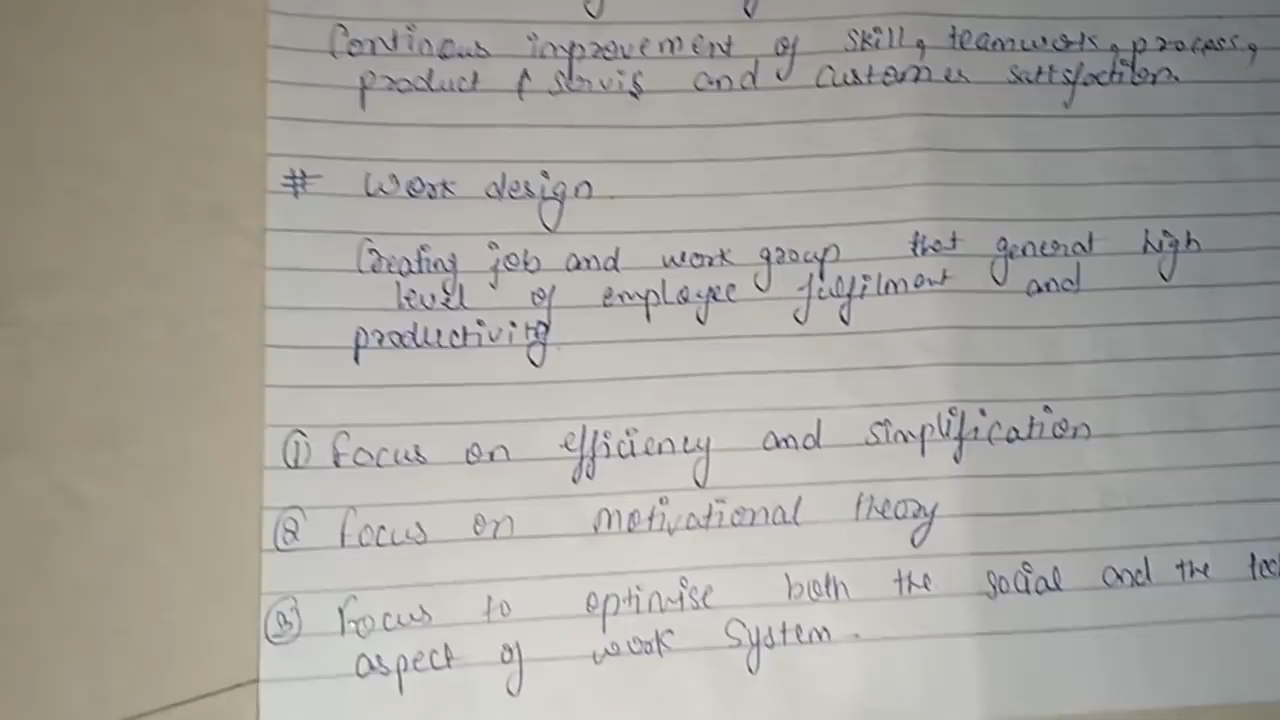 Continous improvement of skill, teamwork, process,
product & servis and customer satisfaction.
# Work design
Creating job and work group that general high
level of employee fulfilment and
productivity
① Focus on efficiency and simplification
② Focus on motivational theory
③ Focus to optimise both the social and the
aspect of work system.